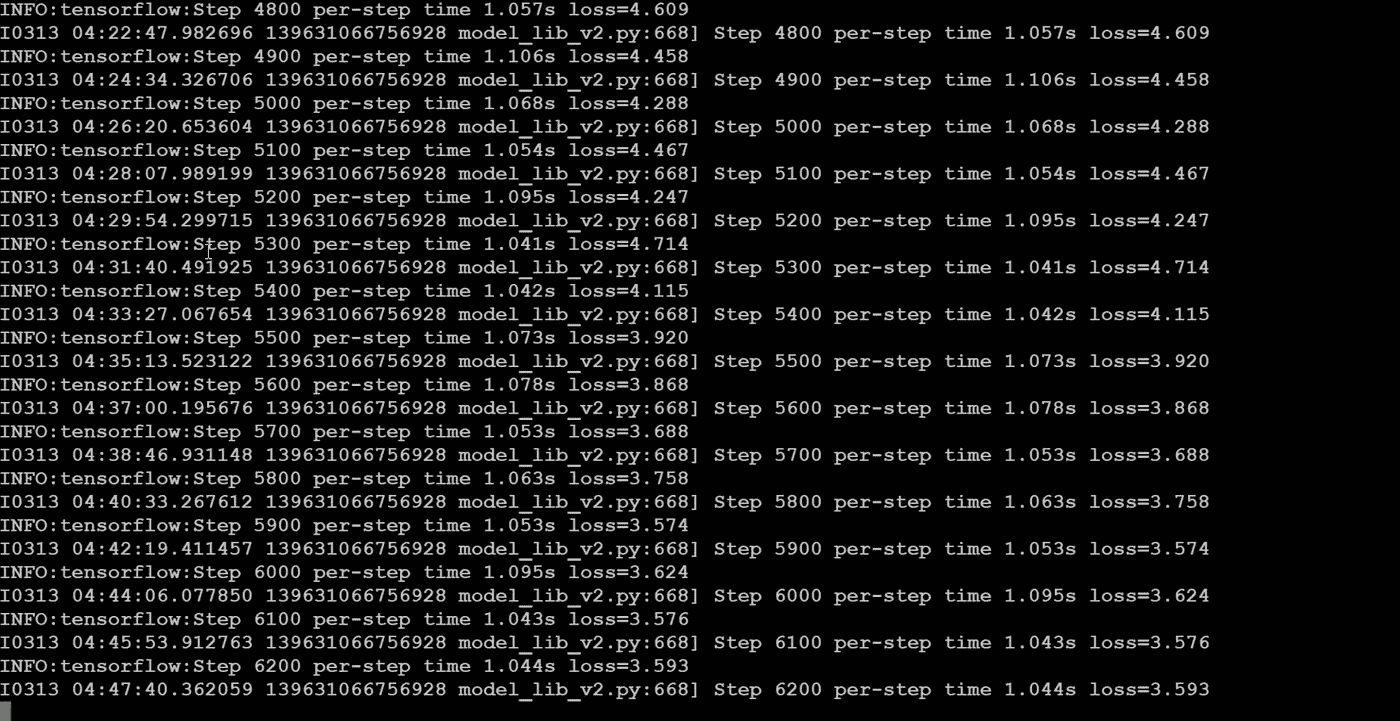 INFO:tensorflow:Step 4800 per-step time 1.057s loss=4.609
I0313 04:22:47.982696 139631066756928 model_lib_v2.py:668] Step 4800 per-step time 1.057s loss=4.609
INFO:tensorflow:Step 4900 per-step time 1.106s loss=4.458
I0313 04:24:34.326706 139631066756928 model_lib_v2.py:668] Step 4900 per-step time 1.106s loss=4.458
INFO:tensorflow:Step 5000 per-step time 1.068s loss=4.288
I0313 04:26:20.653604 139631066756928 model_lib_v2.py:668] Step 5000 per-step time 1.068s loss=4.288
INFO:tensorflow:Step 5100 per-step time 1.054s loss=4.467
I0313 04:28:07.989199 139631066756928 model_lib_v2.py:668] Step 5100 per-step time 1.054s loss=4.467
INFO:tensorflow:Step 5200 per-step time 1.095s loss=4.247
I0313 04:29:54.299715 139631066756928 model_lib_v2.py:668] Step 5200 per-step time 1.095s loss=4.247
INFO:tensorflow:Step 5300 per-step time 1.041s loss=4.714
I0313 04:31:40.491925 139631066756928 model_lib_v2.py:668] Step 5300 per-step time 1.041s loss=4.714
INFO:tensorflow:Step 5400 per-step time 1.042s loss=4.115
I0313 04:33:27.067654 139631066756928 model_lib_v2.py:668] Step 5400 per-step time 1.042s loss=4.115
INFO:tensorflow:Step 5500 per-step time 1.073s loss=3.920
I0313 04:35:13.523122 139631066756928 model_lib_v2.py:668] Step 5500 per-step time 1.073s loss=3.920
INFO:tensorflow:Step 5600 per-step time 1.078s loss=3.868
I0313 04:37:00.195676 139631066756928 model_lib_v2.py:668] Step 5600 per-step time 1.078s loss=3.868
INFO:tensorflow:Step 5700 per-step time 1.053s loss=3.688
I0313 04:38:46.931148 139631066756928 model_lib_v2.py:668] Step 5700 per-step time 1.053s loss=3.688
INFO:tensorflow:Step 5800 per-step time 1.063s loss=3.758
I0313 04:40:33.267612 139631066756928 model_lib_v2.py:668] Step 5800 per-step time 1.063s loss=3.758
INFO:tensorflow:Step 5900 per-step time 1.053s loss=3.574
I0313 04:42:19.411457 139631066756928 model_lib_v2.py:668] Step 5900 per-step time 1.053s loss=3.574
INFO:tensorflow:Step 6000 per-step time 1.095s loss=3.624
I0313 04:44:06.077850 139631066756928 model_lib_v2.py:668] Step 6000 per-step time 1.095s loss=3.624
INFO:tensorflow:Step 6100 per-step time 1.043s loss=3.576
I0313 04:45:53.912763 139631066756928 model_lib_v2.py:668] Step 6100 per-step time 1.043s loss=3.576
INFO:tensorflow:Step 6200 per-step time 1.044s loss=3.593
I0313 04:47:40.362059 139631066756928 model_lib_v2.py:668] Step 6200 per-step time 1.044s loss=3.593